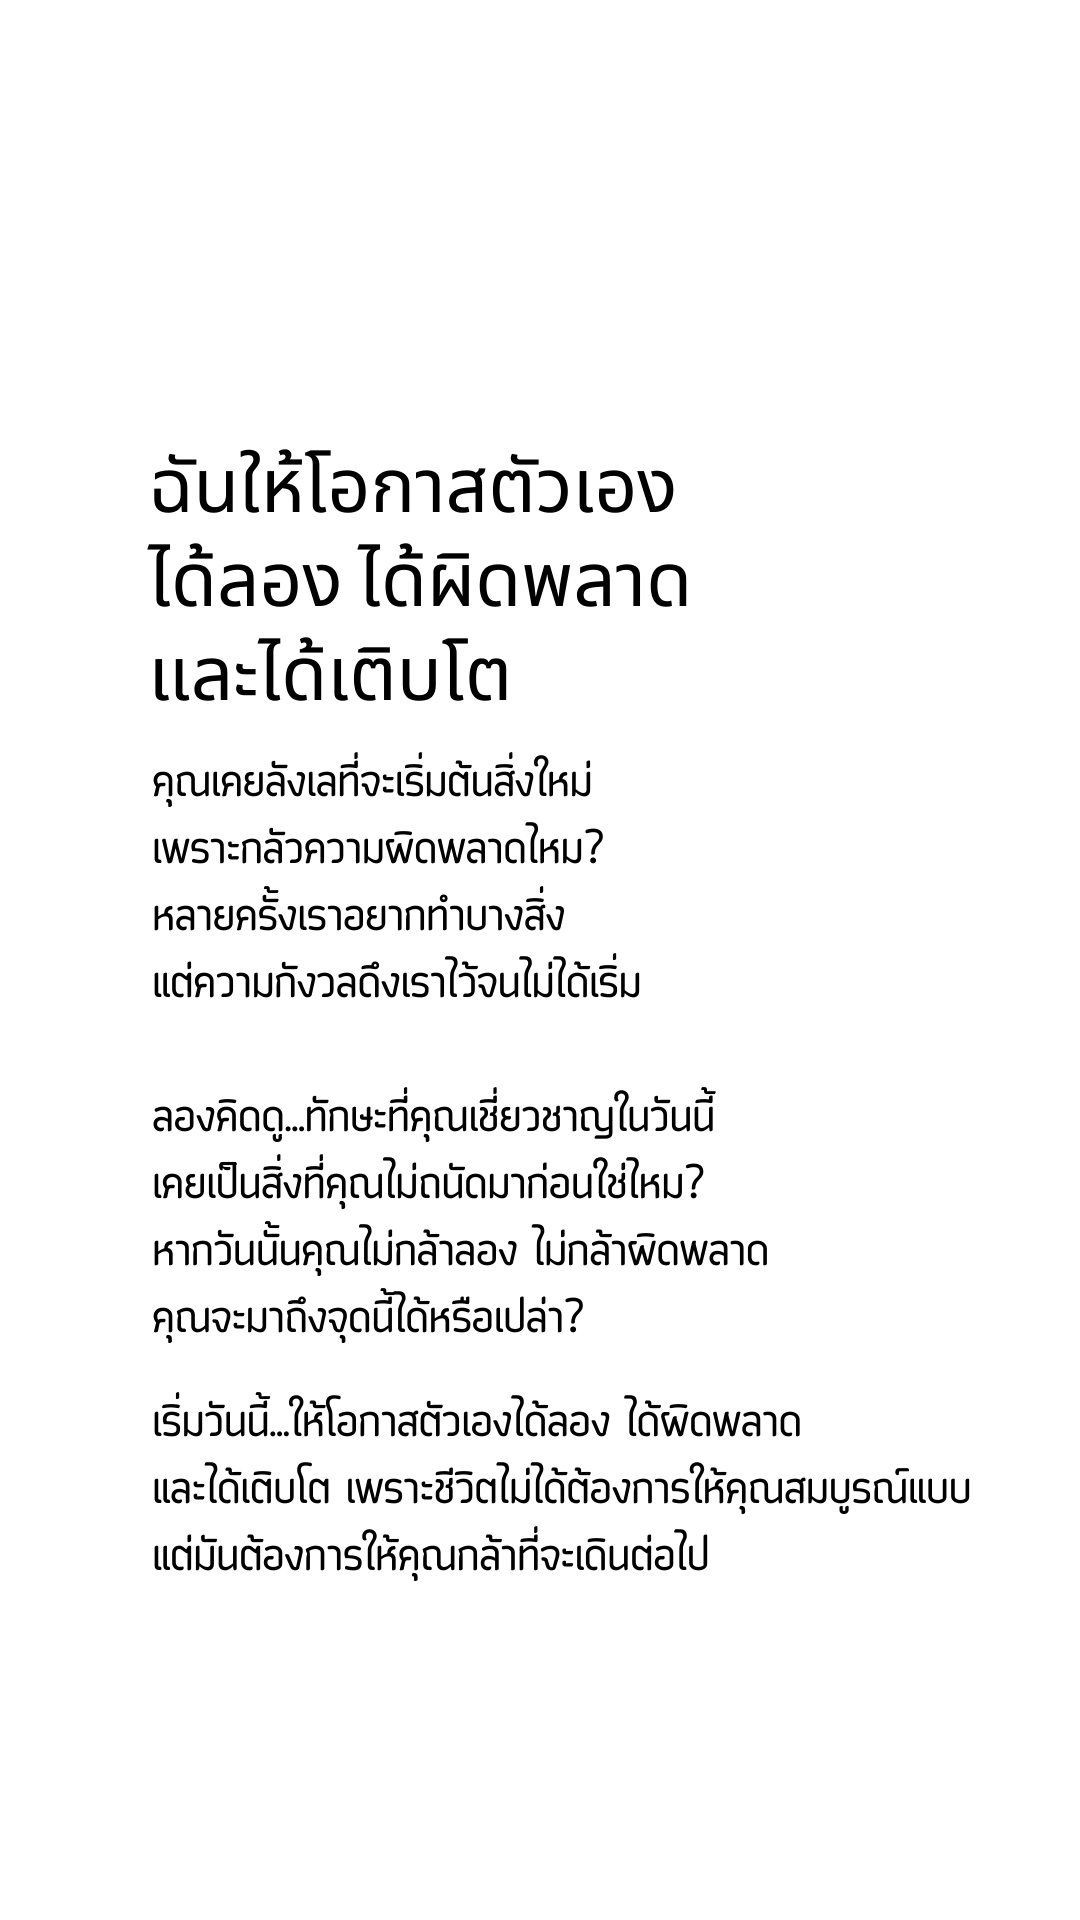 ฉันให้โอกาสตัวเอง
ได้ลอง ได้ผิดพลาด
และได้เติบโต
คุณเคยลังเลที่จะเริ่มต้นสิ่งใหม่
เพราะกลัวความผิดพลาดไหม?
หลายครั้งเราอยากทำบางสิ่ง
แต่ความกังวลดึงเราไว้จนไม่ได้เริ่ม
ลองคิดดู...ทักษะที่คุณเชี่ยวชาญในวันนี้
เคยเป็นสิ่งที่คุณไม่ถนัดมาก่อนใช่ไหม?
หากวันนั้นคุณไม่กล้าลอง ไม่กล้าผิดพลาด
คุณจะมาถึงจุดนี้ได้หรือเปล่า?
เริ่มวันนี้...ให้โอกาสตัวเองได้ลอง ได้ผิดพลาด
และได้เติบโต เพราะชีวิตไม่ได้ต้องการให้คุณสมบูรณ์แบบ
แต่มันต้องการให้คุณกล้าที่จะเดินต่อไป